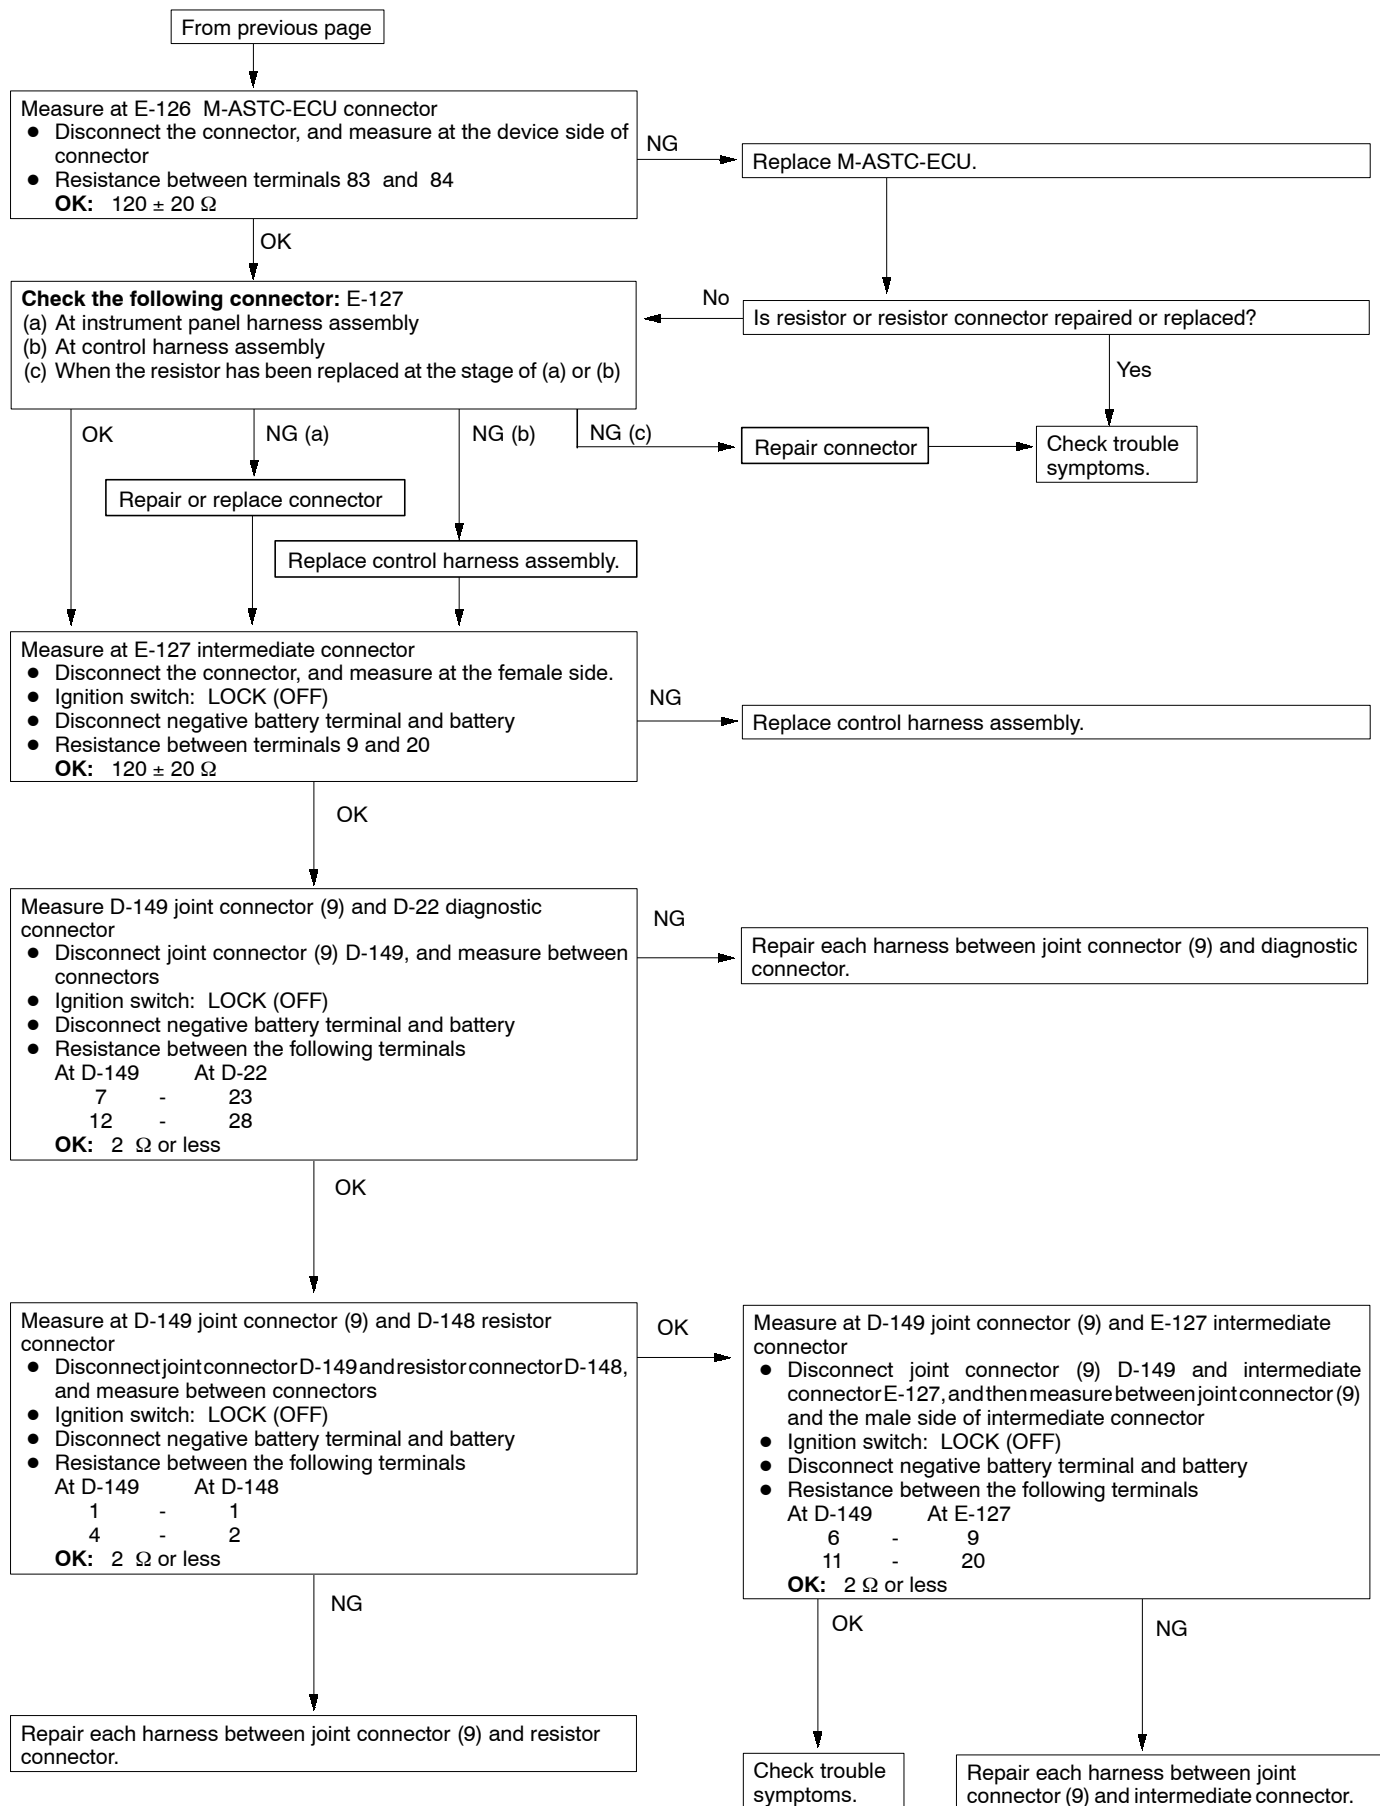 From previous page
Measure at E-126 M-ASTC-ECU connector
● Disconnect the connector, and measure at the device side of
connector
● Resistance between terminals 83 and 84
OK: 120 ± 20 Ω
NG
Replace M-ASTC-ECU.
OK
Check the following connector: E-127
(a) At instrument panel harness assembly
(b) At control harness assembly
(c) When the resistor has been replaced at the stage of (a) or (b)
No
Is resistor or resistor connector repaired or replaced?
Yes
OK
NG (a)
NG (b)
NG (c)
Repair connector
Check trouble
symptoms.
Repair or replace connector
Replace control harness assembly.
Measure at E-127 intermediate connector
● Disconnect the connector, and measure at the female side.
● Ignition switch: LOCK (OFF)
● Disconnect negative battery terminal and battery
● Resistance between terminals 9 and 20
OK: 120 ± 20 Ω
NG
Replace control harness assembly.
OK
Measure D-149 joint connector (9) and D-22 diagnostic
connector
● Disconnect joint connector (9) D-149, and measure between
connectors
● Ignition switch: LOCK (OFF)
● Disconnect negative battery terminal and battery
● Resistance between the following terminals
At D-149 At D-22
7 - 23
12 - 28
OK: 2 Ω or less
NG
Repair each harness between joint connector (9) and diagnostic
connector.
OK
Measure at D-149 joint connector (9) and D-148 resistor
connector
● Disconnect joint connector D-149 and resistor connector D-148,
and measure between connectors
● Ignition switch: LOCK (OFF)
● Disconnect negative battery terminal and battery
● Resistance between the following terminals
At D-149 At D-148
1 - 1
4 - 2
OK: 2 Ω or less
OK
Measure at D-149 joint connector (9) and E-127 intermediate
connector
● Disconnect joint connector (9) D-149 and intermediate
connector E-127, and then measure between joint connector (9)
and the male side of intermediate connector
● Ignition switch: LOCK (OFF)
● Disconnect negative battery terminal and battery
● Resistance between the following terminals
At D-149 At E-127
6 - 9
11 - 20
OK: 2 Ω or less
NG
OK
NG
Repair each harness between joint connector (9) and resistor
connector.
Check trouble
symptoms.
Repair each harness between joint
connector (9) and intermediate connector.